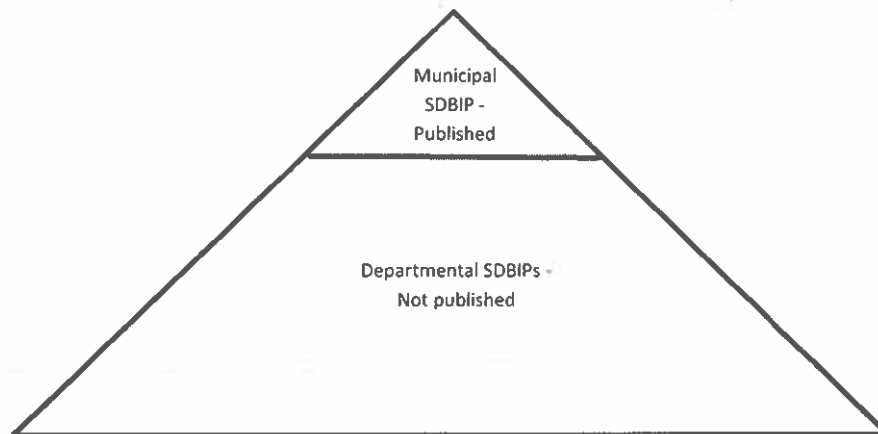 Municipal
SDBIP -
Published
Departmental SDBIPs -
Not published